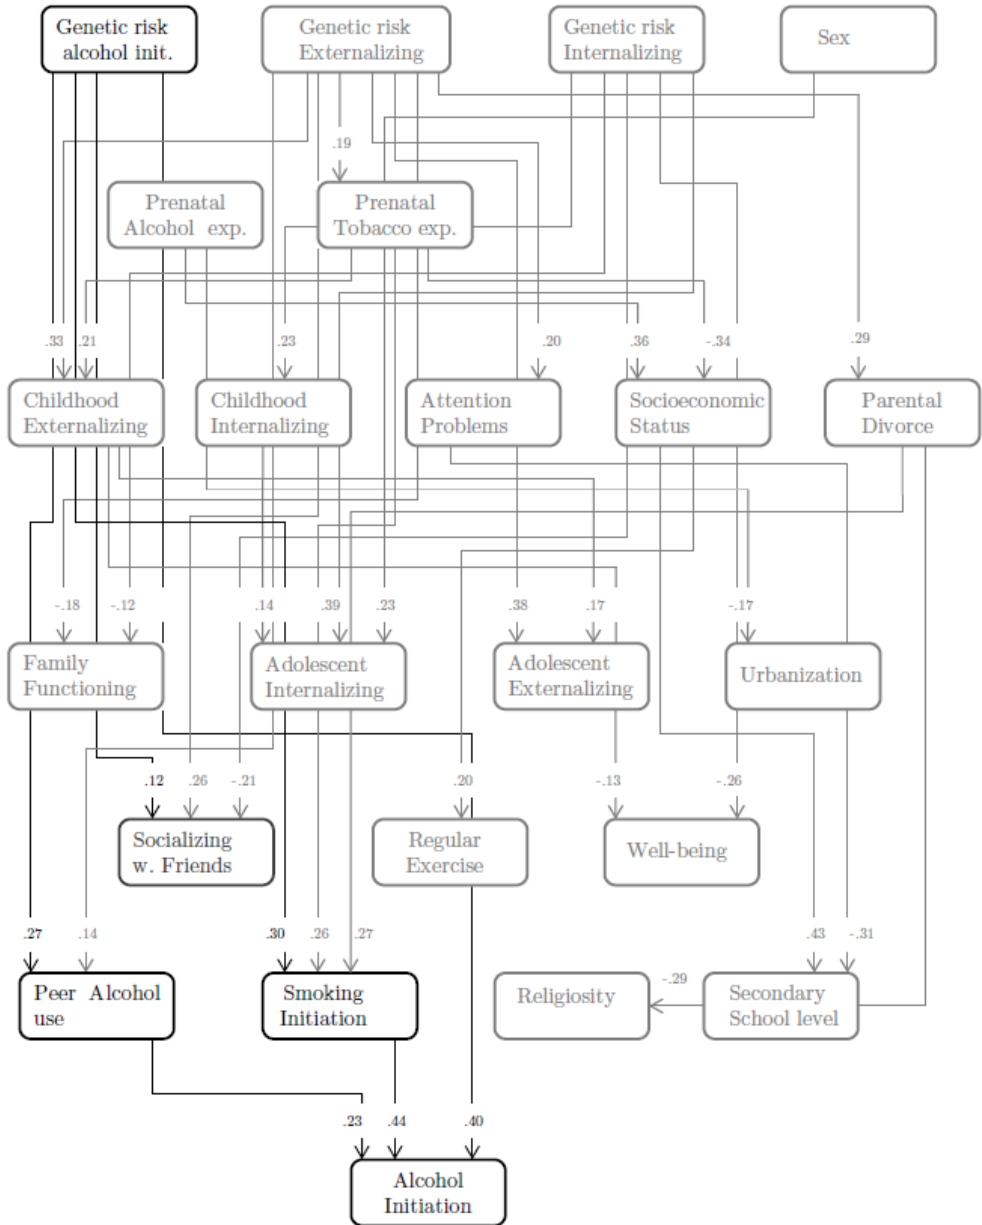 Genetic risk
alcohol init.
Genetic risk
Externalizing
Genetic risk
Internalizing
Sex
.19
Prenatal
Alcohol exp.
Prenatal
Tobacco exp.
.33
.21
.23
.20
.36
-.34
.29
Childhood
Externalizing
Childhood
Internalizing
Attention
Problems
Socioeconomic
Status
Parental
Divorce
-.18
-.12
.14
.39
.23
.38
.17
-.17
Family
Functioning
Adolescent
Internalizing
Adolescent
Externalizing
Urbanization
.12
.26
-.21
.20
-.13
-.26
Socializing
w. Friends
Regular
Exercise
Well-being
.27
.14
.30
.26
.27
.43
-.31
Peer Alcohol
use
Smoking
Initiation
Religiosity
-.29
Secondary
School level
.23
.44
.40
Alcohol
Initiation